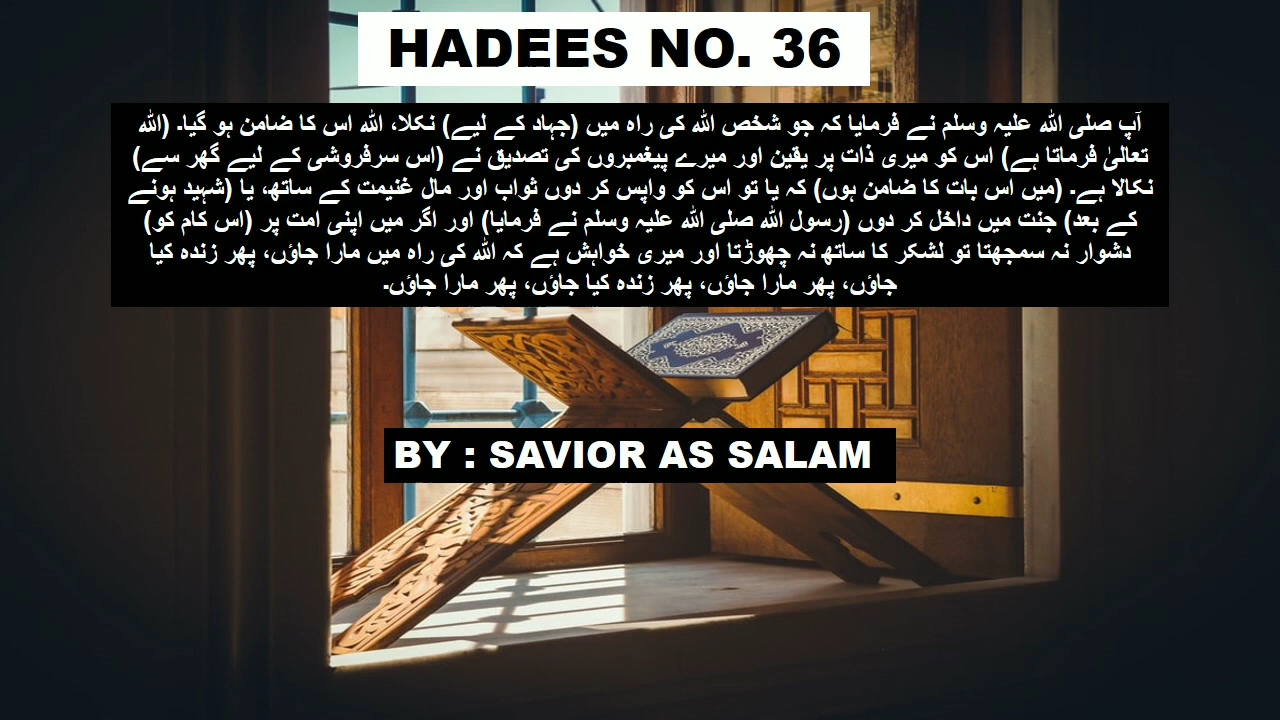 HADEES NO. 36
آپ صلی اللہ علیہ وسلم نے فرمایا کہ جو شخص اللہ کی راہ میں (جہاد کے لیے) نکلا، اللہ اس کا ضامن ہو گیا۔ (اللہ
تعالیٰ فرماتا ہے) اس کو میری ذات پر یقین اور میرے پیغمبروں کی تصدیق نے (اس سرفروشی کے لیے گھر سے)
نکالا ہے۔ (میں اس بات کا ضامن ہوں) کہ یا تو اس کو واپس کر دوں ثواب اور مال غنیمت کے ساتھ، یا (شہید ہونے
کے بعد) جنت میں داخل کر دوں (رسول اللہ صلی اللہ علیہ وسلم نے فرمایا) اور اگر میں اپنی امت پر (اس کام کو)
دشوار نہ سمجھتا تو لشکر کا ساتھ نہ چھوڑتا اور میری خواہش ہے کہ اللہ کی راہ میں مارا جاؤں، پھر زندہ کیا
جاؤں، پھر مارا جاؤں، پھر زندہ کیا جاؤں، پھر مارا جاؤں۔
BY : SAVIOR AS SALAM